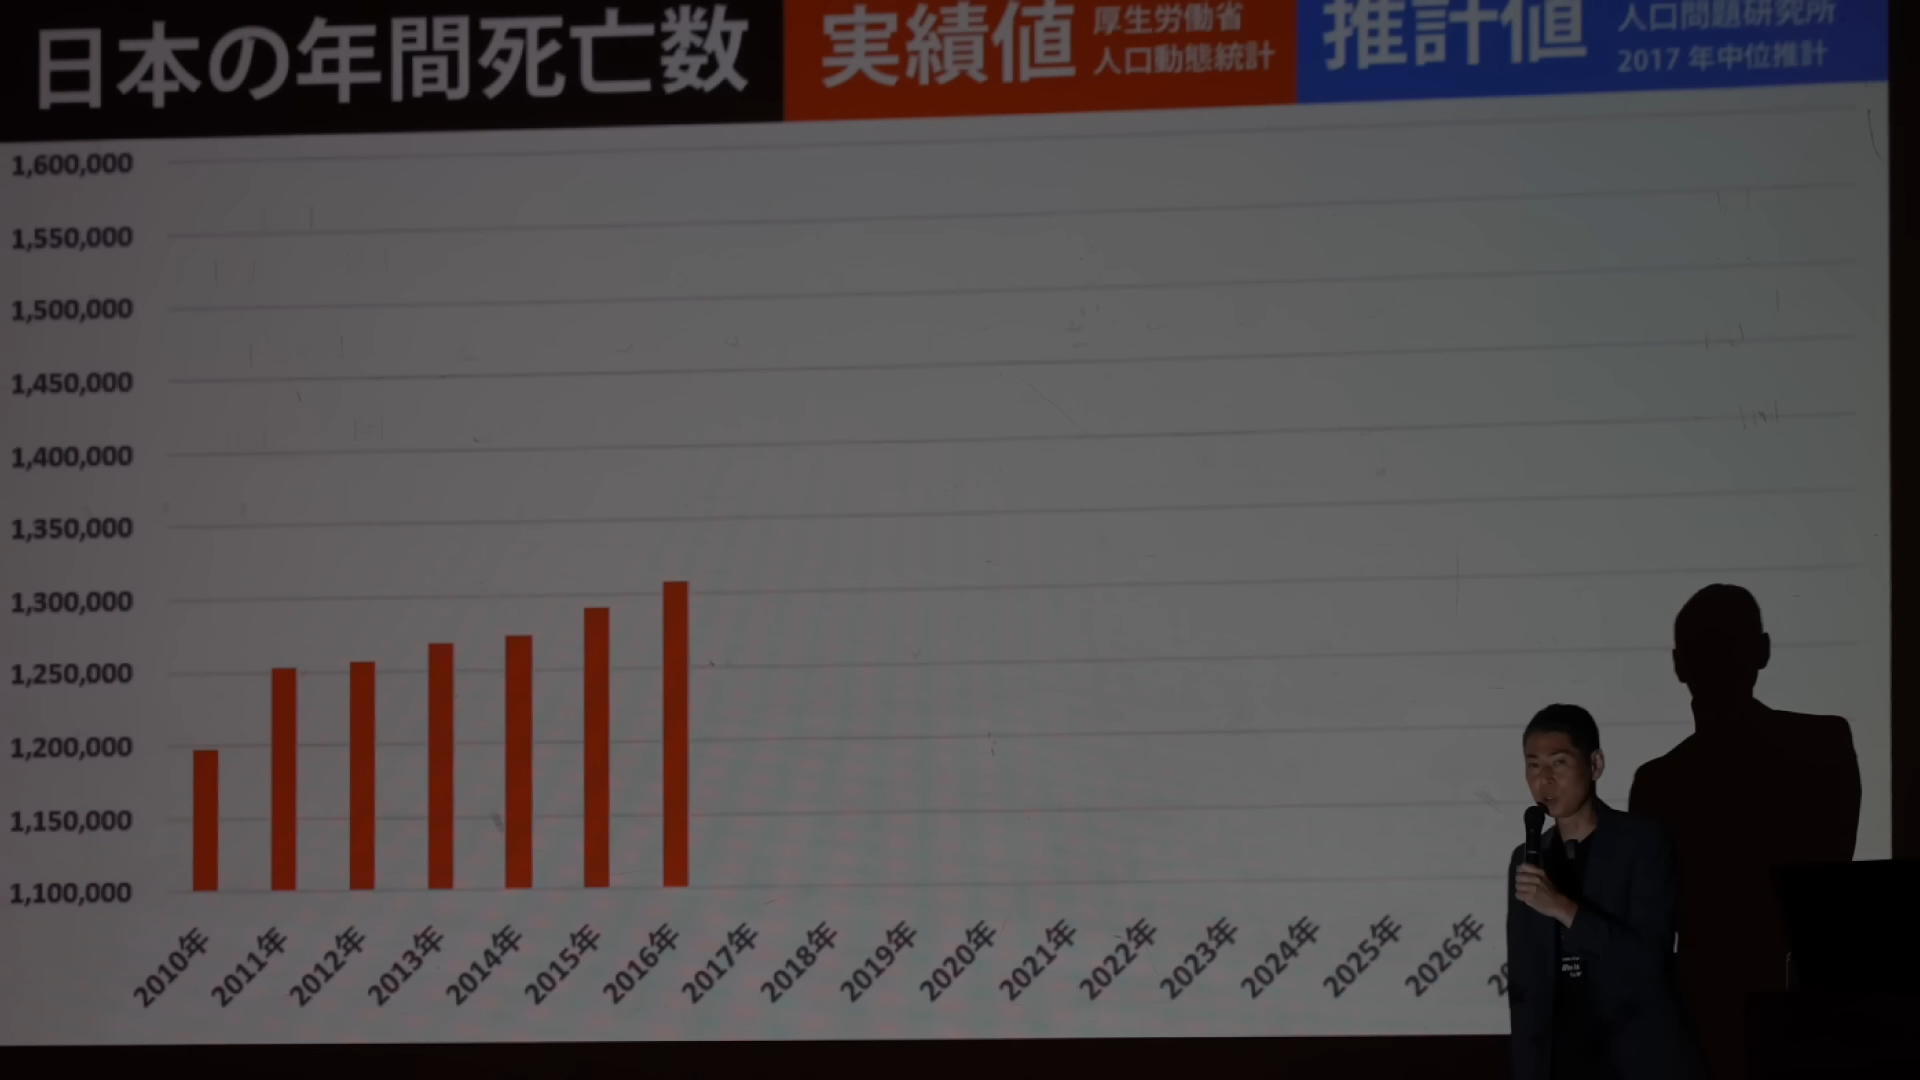 日本の年間死亡数
実績値
厚生労働省
人口動態統計
推計値
人口問題研究所
2017年中位推計
1,600,000
1,550,000
1,500,000
1,450,000
1,400,000
1,350,000
1,300,000
1,250,000
1,200,000
1,150,000
1,100,000
2010年
2011年
2012年
2013年
2014年
2015年
2016年
2017年
2018年
2019年
2020年
2021年
2022年
2023年
2024年
2025年
2026年